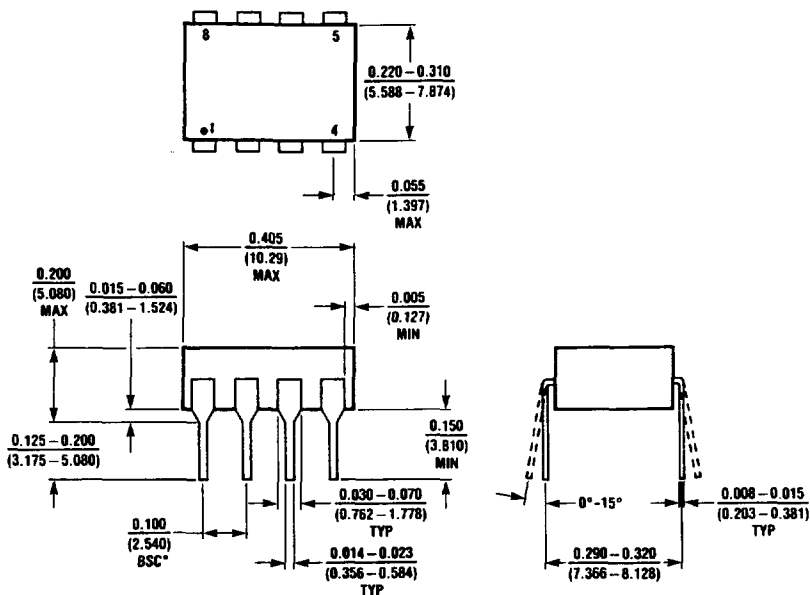 8
5
1
4
0.220 – 0.310
(5.588 – 7.874)
0.055
(1.397)
MAX
0.405
(10.29)
MAX
0.200
(5.080)
MAX
0.015 – 0.060
(0.381 – 1.524)
0.005
(0.127)
MIN
0.125 – 0.200
(3.175 – 5.080)
0.150
(3.810)
MIN
0.030 – 0.070
(0.762 – 1.778)
TYP
0.100
(2.540)
BSC*
0.014 – 0.023
(0.356 – 0.584)
TYP
0°-15°
0.008 – 0.015
(0.203 – 0.381)
TYP
0.290 – 0.320
(7.366 – 8.128)